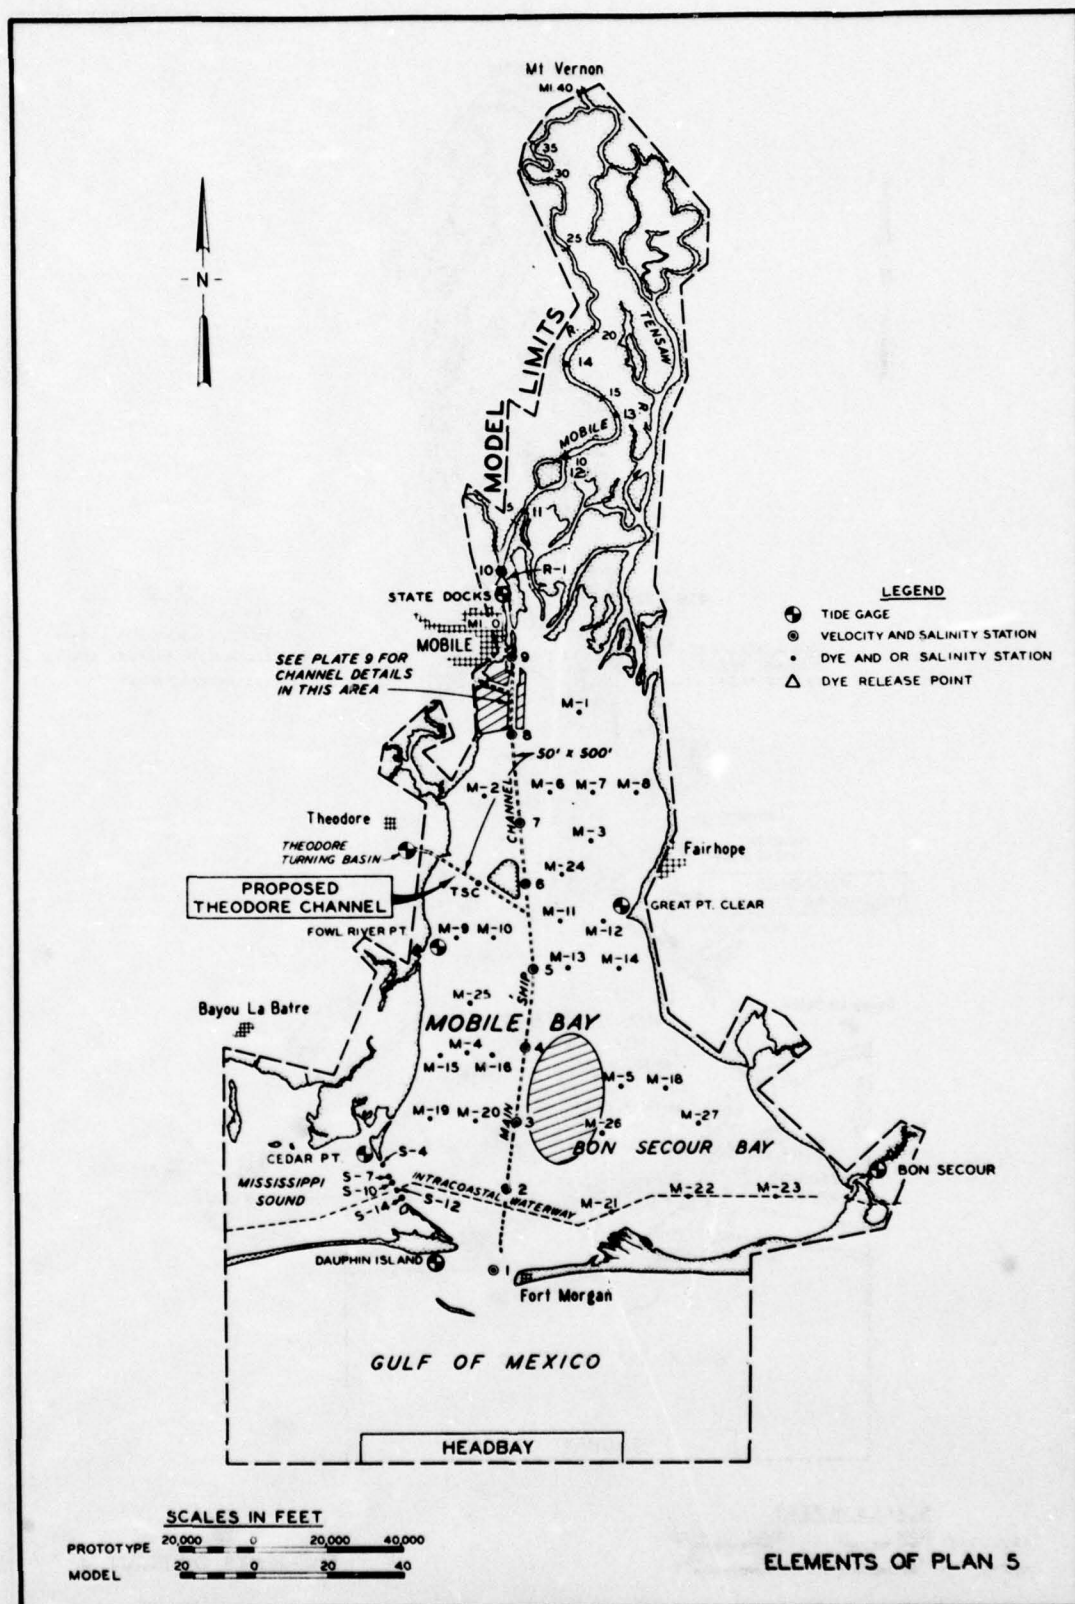 Mt Vernon
MI. 40
35
30
25
N
TENSAW
R.
MODEL LIMITS
R.
20
14
15
13
MOBILE
10
12
5
11
10
R-1
STATE DOCKS
MI. 0
MOBILE
9
SEE PLATE 9 FOR
CHANNEL DETAILS
IN THIS AREA
LEGEND
TIDE GAGE
VELOCITY AND SALINITY STATION
DYE AND OR SALINITY STATION
DYE RELEASE POINT
M-1
8
50' x 500'
M-2
M-6
M-7
M-8
CHANNEL
7
M-3
Theodore
THEODORE
TURNING BASIN
Fairhope
M-24
6
TSC
PROPOSED
THEODORE CHANNEL
GREAT PT. CLEAR
M-11
M-12
FOWL RIVER PT.
M-9
M-10
M-13
M-14
5
SHIP
M-25
Bayou La Batre
MOBILE BAY
M-4
4
M-15
M-16
M-5
M-18
M-19
M-20
MAIN
3
M-26
M-27
BON SECOUR BAY
CEDAR PT.
S-4
BON SECOUR
MISSISSIPPI
SOUND
S-7
S-10
S-14
S-12
INTRACOASTAL WATERWAY
2
M-21
M-22
M-23
DAUPHIN ISLAND
1
Fort Morgan
GULF OF MEXICO
HEADBAY
SCALES IN FEET
PROTOTYPE 20,000 0 20,000 40,000
MODEL 20 0 20 40
ELEMENTS OF PLAN 5